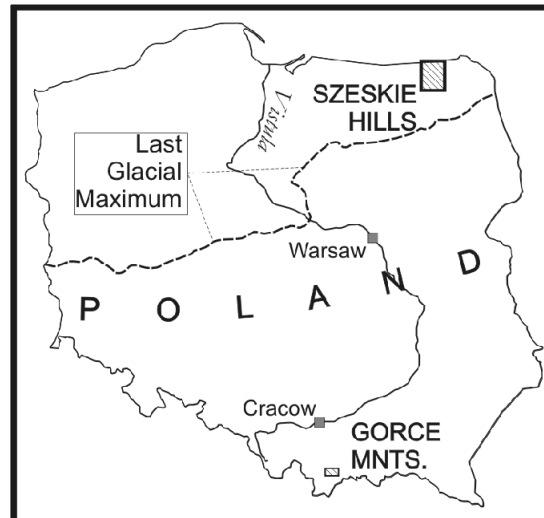 SZESKIE
HILLS
Vistula
Last
Glacial
Maximum
Warsaw
P O L A N D
Cracow
GORCE
MNTS.